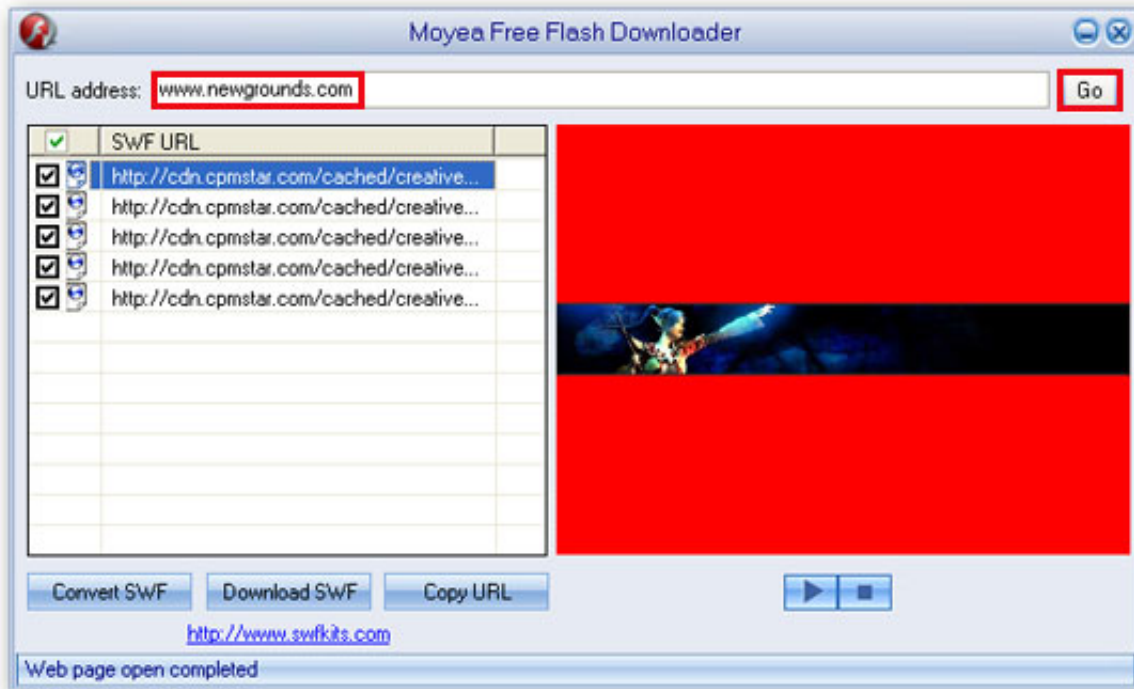 Moyea Free Flash Downloader
URL address: www.newgrounds.com Go
SWF URL
http://cdn.cpmstar.com/cached/creative...
http://cdn.cpmstar.com/cached/creative...
http://cdn.cpmstar.com/cached/creative...
http://cdn.cpmstar.com/cached/creative...
http://cdn.cpmstar.com/cached/creative...
Convert SWF Download SWF Copy URL
http://www.swfkits.com
Web page open completed